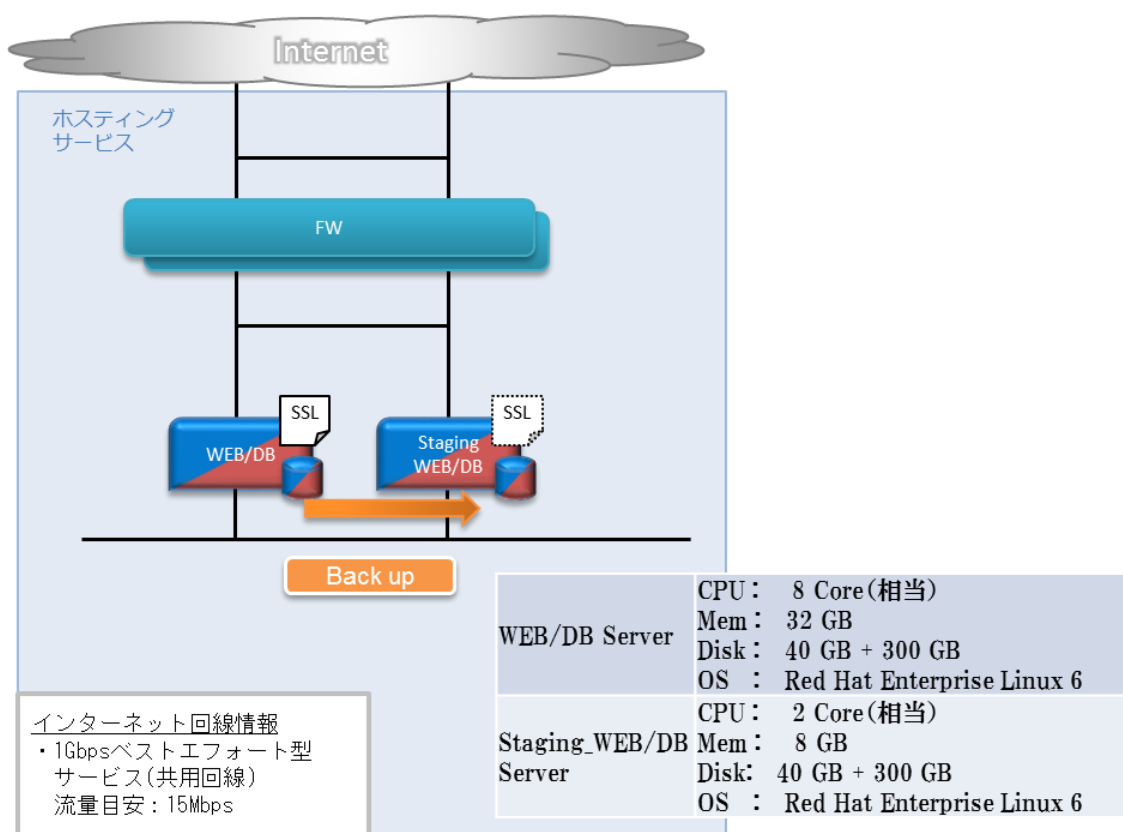 Internet
ホスティング
サービス
FW
SSL
WEB/DB
SSL
Staging
WEB/DB
Back up
WEB/DB Server
CPU： 8 Core(相当)
Mem： 32 GB
Disk： 40 GB + 300 GB
OS ： Red Hat Enterprise Linux 6
Staging_WEB/DB
Server
CPU： 2 Core(相当)
Mem： 8 GB
Disk: 40 GB + 300 GB
OS ： Red Hat Enterprise Linux 6
インターネット回線情報
・1Gbpsベストエフォート型
サービス(共用回線)
流量目安：15Mbps